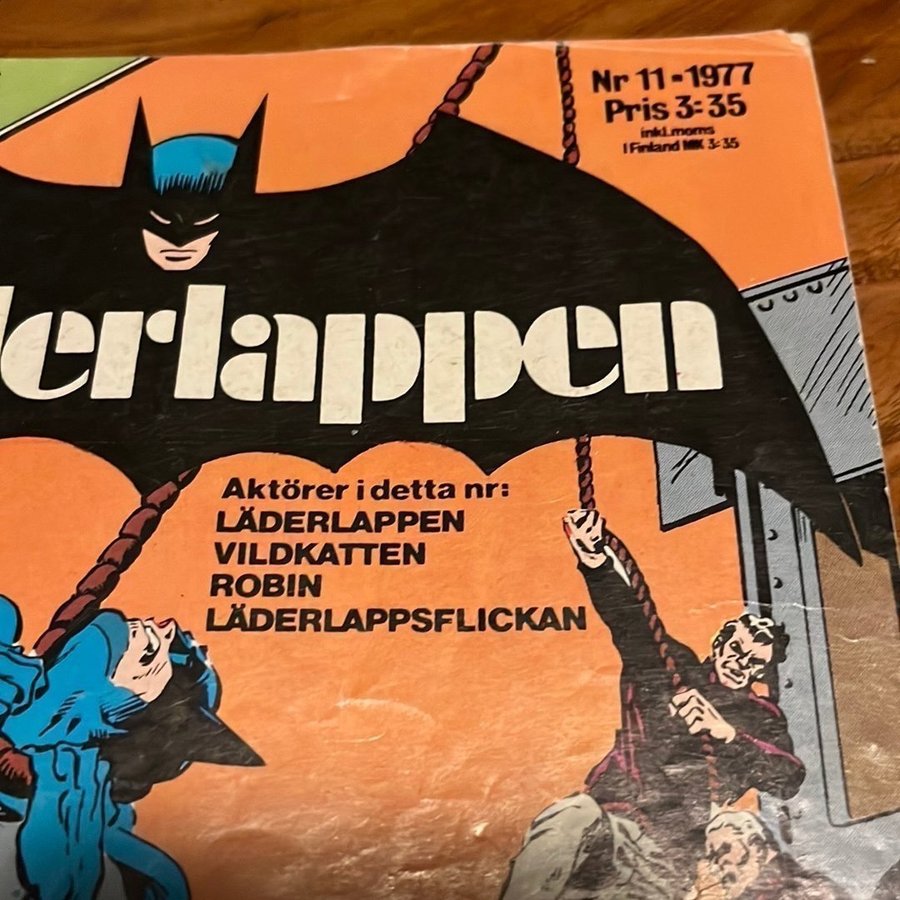 Nr 11-1977
Pris 3:35
inkl.moms
I Finland MK 3:35
derlappen
Aktörer i detta nr:
LÄDERLAPPEN
VILDKATTEN
ROBIN
LÄDERLAPPSFLICKAN